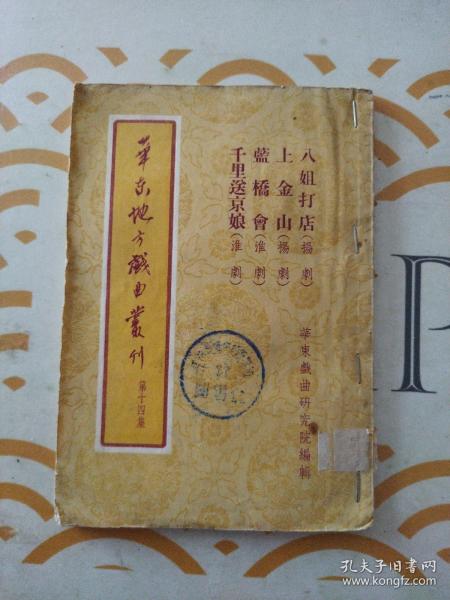 華东地方戲曲叢刊
第十四集
八姐打店(揚劇)
上金山(揚劇)
藍橋會(淮劇)
千里送京娘(淮劇)
華東戲曲研究院編輯
孔夫子旧书网
www.kongfz.com